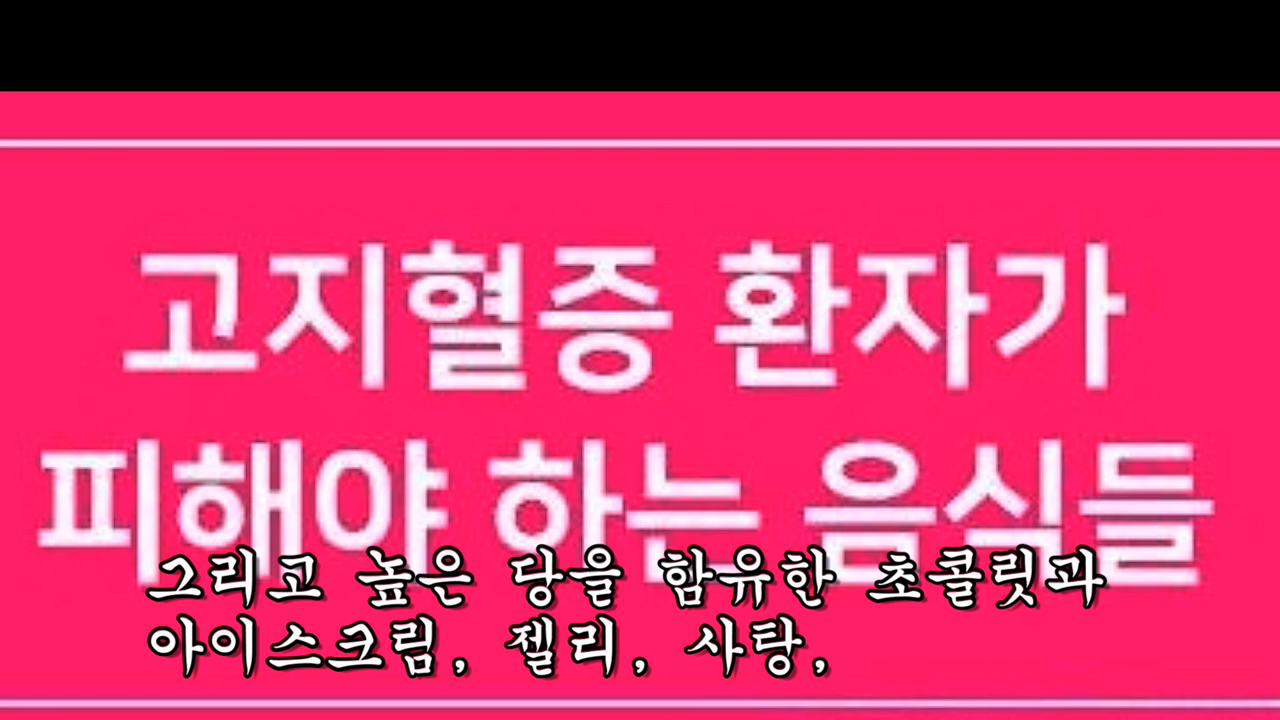 고지혈증 환자가
피해야 하는 음식들
그리고 높은 당을 함유한 초콜릿과
아이스크림, 젤리, 사탕,